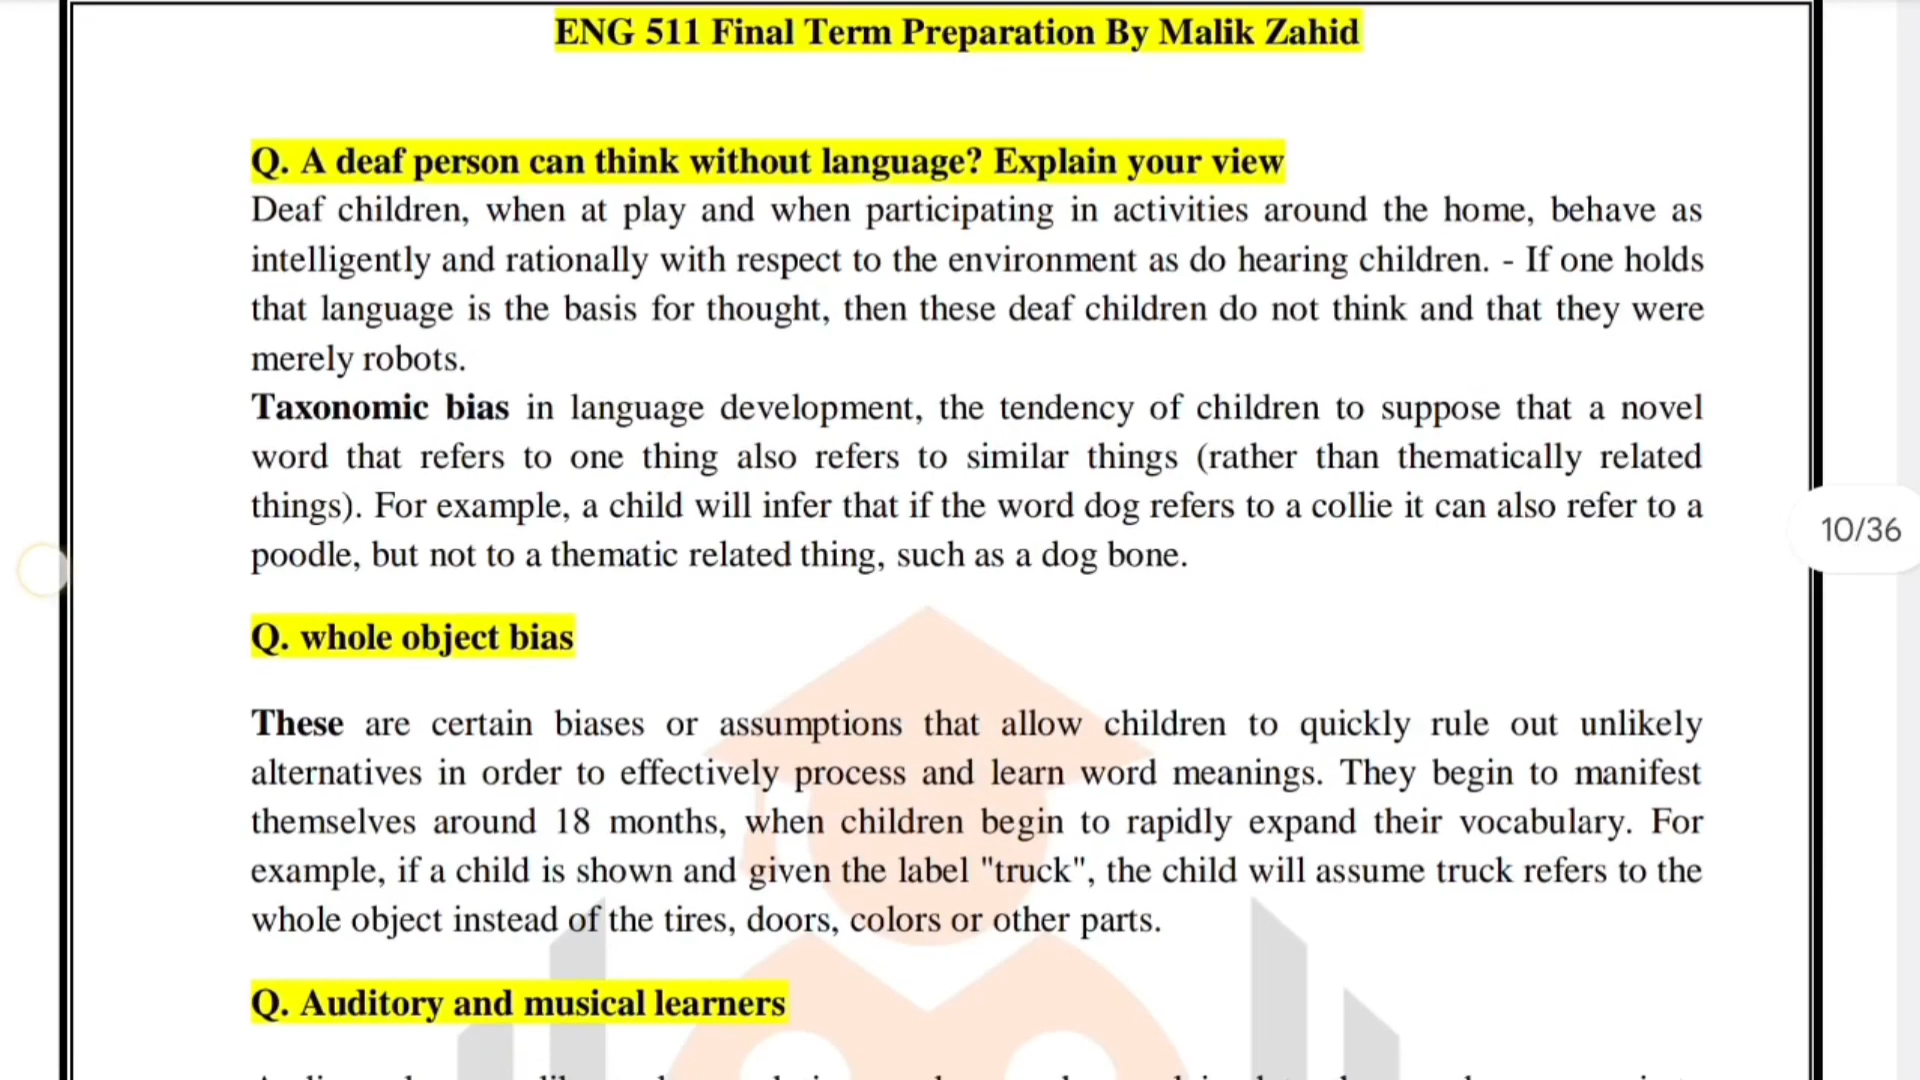 ENG 511 Final Term Preparation By Malik Zahid
Q. A deaf person can think without language? Explain your view
Deaf children, when at play and when participating in activities around the home, behave as
intelligently and rationally with respect to the environment as do hearing children. - If one holds
that language is the basis for thought, then these deaf children do not think and that they were
merely robots.
Taxonomic bias in language development, the tendency of children to suppose that a novel
word that refers to one thing also refers to similar things (rather than thematically related
things). For example, a child will infer that if the word dog refers to a collie it can also refer to a
poodle, but not to a thematic related thing, such as a dog bone.
10/36
Q. whole object bias
These are certain biases or assumptions that allow children to quickly rule out unlikely
alternatives in order to effectively process and learn word meanings. They begin to manifest
themselves around 18 months, when children begin to rapidly expand their vocabulary. For
example, if a child is shown and given the label "truck", the child will assume truck refers to the
whole object instead of the tires, doors, colors or other parts.
Q. Auditory and musical learners